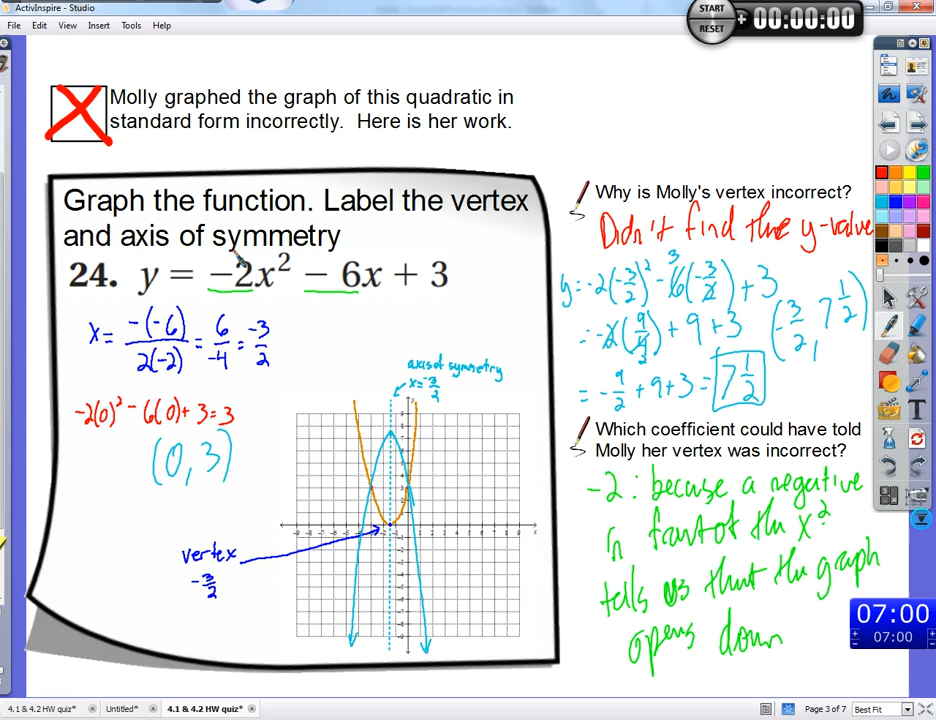 ActivInspire - Studio
File Edit View Insert Tools Help
START
RESET
+ 00:00:00
Molly graphed the graph of this quadratic in
standard form incorrectly. Here is her work.
Graph the function. Label the vertex
and axis of symmetry
24. y = −2x² − 6x + 3
x = -(-6)/2(-2) = 6/-4 = -3/2
-2(0)² - 6(0) + 3 = 3
(0, 3)
axis of symmetry
x = -3/2
vertex
-3/2
Why is Molly's vertex incorrect?
Didn't find the y-value
y = -2(-3/2)² - 6(-3/2) + 3
= -2(9/4) + 9 + 3
(-3/2, 7 1/2)
= -9/2 + 9 + 3 = 7 1/2
Which coefficient could have told
Molly her vertex was incorrect?
-2 : because a negative
in front of the x²
tells us that the graph
opens down
07:00
07:00
4.1 & 4.2 HW quiz* Untitled* 4.1 & 4.2 HW quiz*
Page 3 of 7 Best Fit